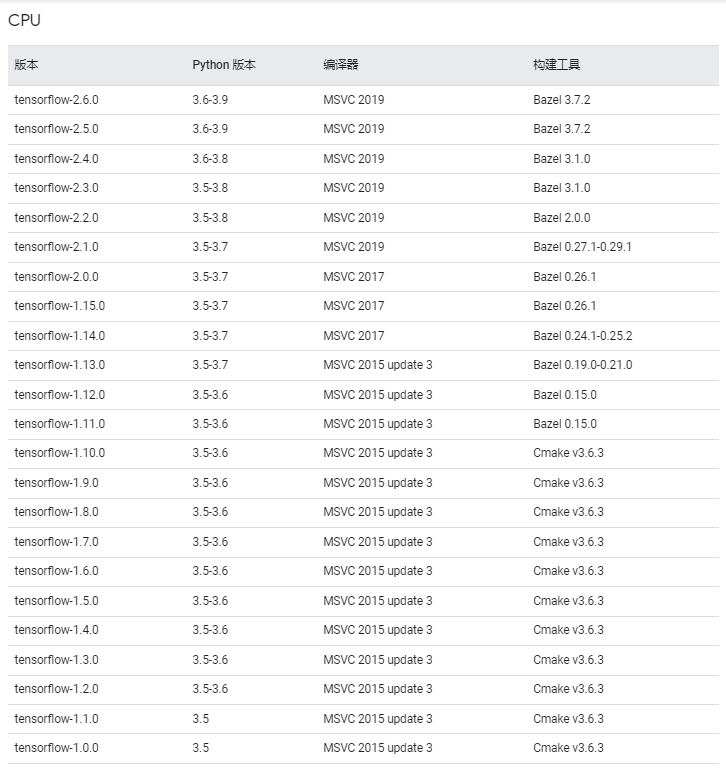 CPU
版本 Python 版本 编译器 构建工具
tensorflow-2.6.0 3.6-3.9 MSVC 2019 Bazel 3.7.2
tensorflow-2.5.0 3.6-3.9 MSVC 2019 Bazel 3.7.2
tensorflow-2.4.0 3.6-3.8 MSVC 2019 Bazel 3.1.0
tensorflow-2.3.0 3.5-3.8 MSVC 2019 Bazel 3.1.0
tensorflow-2.2.0 3.5-3.8 MSVC 2019 Bazel 2.0.0
tensorflow-2.1.0 3.5-3.7 MSVC 2019 Bazel 0.27.1-0.29.1
tensorflow-2.0.0 3.5-3.7 MSVC 2017 Bazel 0.26.1
tensorflow-1.15.0 3.5-3.7 MSVC 2017 Bazel 0.26.1
tensorflow-1.14.0 3.5-3.7 MSVC 2017 Bazel 0.24.1-0.25.2
tensorflow-1.13.0 3.5-3.7 MSVC 2015 update 3 Bazel 0.19.0-0.21.0
tensorflow-1.12.0 3.5-3.6 MSVC 2015 update 3 Bazel 0.15.0
tensorflow-1.11.0 3.5-3.6 MSVC 2015 update 3 Bazel 0.15.0
tensorflow-1.10.0 3.5-3.6 MSVC 2015 update 3 Cmake v3.6.3
tensorflow-1.9.0 3.5-3.6 MSVC 2015 update 3 Cmake v3.6.3
tensorflow-1.8.0 3.5-3.6 MSVC 2015 update 3 Cmake v3.6.3
tensorflow-1.7.0 3.5-3.6 MSVC 2015 update 3 Cmake v3.6.3
tensorflow-1.6.0 3.5-3.6 MSVC 2015 update 3 Cmake v3.6.3
tensorflow-1.5.0 3.5-3.6 MSVC 2015 update 3 Cmake v3.6.3
tensorflow-1.4.0 3.5-3.6 MSVC 2015 update 3 Cmake v3.6.3
tensorflow-1.3.0 3.5-3.6 MSVC 2015 update 3 Cmake v3.6.3
tensorflow-1.2.0 3.5-3.6 MSVC 2015 update 3 Cmake v3.6.3
tensorflow-1.1.0 3.5 MSVC 2015 update 3 Cmake v3.6.3
tensorflow-1.0.0 3.5 MSVC 2015 update 3 Cmake v3.6.3